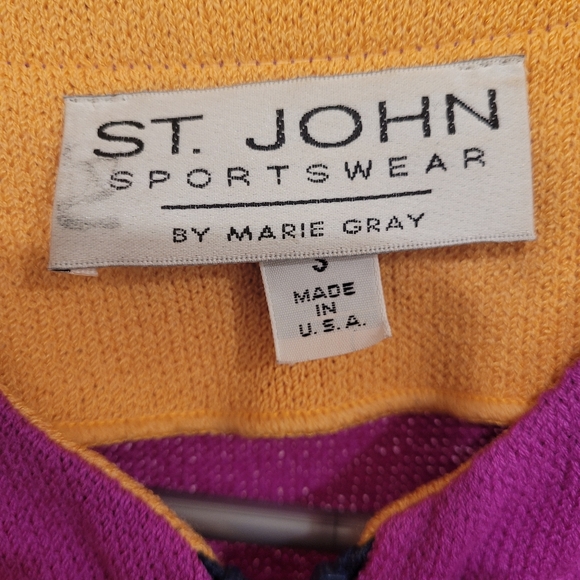 ST. JOHN
SPORTSWEAR
BY MARIE GRAY
MADE
IN
U.S.A.